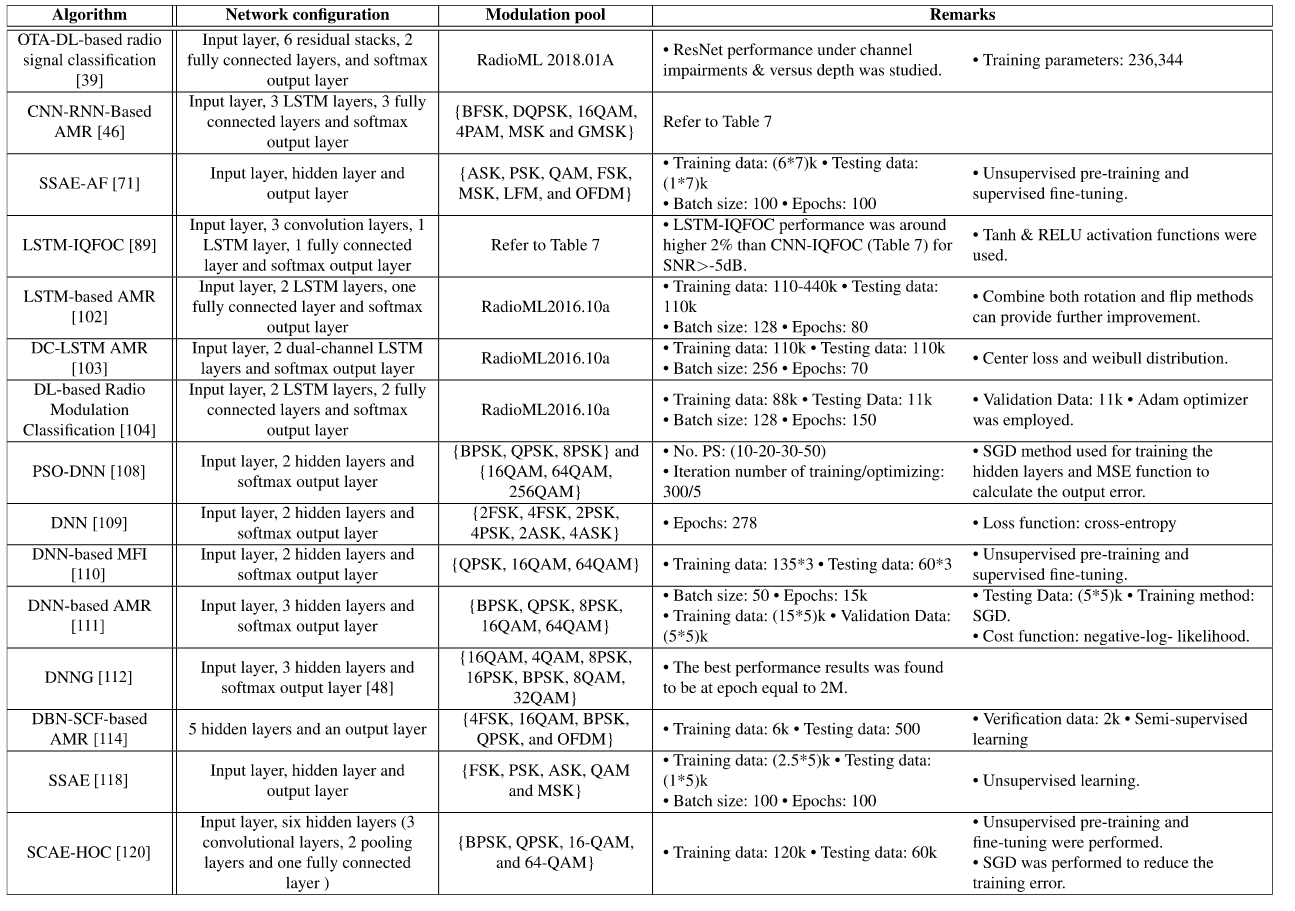 Algorithm
Network configuration
Modulation pool
Remarks
OTA-DL-based radio
signal classification
[39]
Input layer, 6 residual stacks, 2
fully connected layers, and softmax
output layer
RadioML 2018.01A
• ResNet performance under channel
impairments & versus depth was studied.
• Training parameters: 236,344
CNN-RNN-Based
AMR [46]
Input layer, 3 LSTM layers, 3 fully
connected layers and softmax
output layer
{BFSK, DQPSK, 16QAM,
4PAM, MSK and GMSK}
Refer to Table 7
SSAE-AF [71]
Input layer, hidden layer and
output layer
{ASK, PSK, QAM, FSK,
MSK, LFM, and OFDM}
• Training data: (6*7)k • Testing data:
(1*7)k
• Batch size: 100 • Epochs: 100
• Unsupervised pre-training and
supervised fine-tuning.
LSTM-IQFOC [89]
Input layer, 3 convolution layers, 1
LSTM layer, 1 fully connected
layer and softmax output layer
Refer to Table 7
• LSTM-IQFOC performance was around
higher 2% than CNN-IQFOC (Table 7) for
SNR>-5dB.
• Tanh & RELU activation functions were
used.
LSTM-based AMR
[102]
Input layer, 2 LSTM layers, one
fully connected layer and softmax
output layer
RadioML2016.10a
• Training data: 110-440k • Testing data:
110k
• Batch size: 128 • Epochs: 80
• Combine both rotation and flip methods
can provide further improvement.
DC-LSTM AMR
[103]
Input layer, 2 dual-channel LSTM
layers and softmax output layer
RadioML2016.10a
• Training data: 110k • Testing data: 110k
• Batch size: 256 • Epochs: 70
• Center loss and weibull distribution.
DL-based Radio
Modulation
Classification [104]
Input layer, 2 LSTM layers, 2 fully
connected layers and softmax
output layer
RadioML2016.10a
• Training data: 88k • Testing Data: 11k
• Batch size: 128 • Epochs: 150
• Validation Data: 11k • Adam optimizer
was employed.
PSO-DNN [108]
Input layer, 2 hidden layers and
softmax output layer
{BPSK, QPSK, 8PSK} and
{16QAM, 64QAM,
256QAM}
• No. PS: (10-20-30-50)
• Iteration number of training/optimizing:
300/5
• SGD method used for training the
hidden layers and MSE function to
calculate the output error.
DNN [109]
Input layer, 2 hidden layers and
softmax output layer
{2FSK, 4FSK, 2PSK,
4PSK, 2ASK, 4ASK}
• Epochs: 278
• Loss function: cross-entropy
DNN-based MFI
[110]
Input layer, 2 hidden layers and
softmax output layer
{QPSK, 16QAM, 64QAM}
• Training data: 135*3 • Testing data: 60*3
• Unsupervised pre-training and
supervised fine-tuning.
DNN-based AMR
[111]
Input layer, 3 hidden layers and
softmax output layer
{BPSK, QPSK, 8PSK,
16QAM, 64QAM}
• Batch size: 50 • Epochs: 15k
• Training data: (15*5)k • Validation Data:
(5*5)k
• Testing Data: (5*5)k • Training method:
SGD.
• Cost function: negative-log- likelihood.
DNNG [112]
Input layer, 3 hidden layers and
softmax output layer [48]
{16QAM, 4QAM, 8PSK,
16PSK, BPSK, 8QAM,
32QAM}
• The best performance results was found
to be at epoch equal to 2M.
DBN-SCF-based
AMR [114]
5 hidden layers and an output layer
{4FSK, 16QAM, BPSK,
QPSK, and OFDM}
• Training data: 6k • Testing data: 500
• Verification data: 2k • Semi-supervised
learning
SSAE [118]
Input layer, hidden layer and
output layer
{FSK, PSK, ASK, QAM
and MSK}
• Training data: (2.5*5)k • Testing data:
(1*5)k
• Batch size: 100 • Epochs: 100
• Unsupervised learning.
SCAE-HOC [120]
Input layer, six hidden layers (3
convolutional layers, 2 pooling
layers and one fully connected
layer )
{BPSK, QPSK, 16-QAM,
and 64-QAM}
• Training data: 120k • Testing data: 60k
• Unsupervised pre-training and
fine-tuning were performed.
• SGD was performed to reduce the
training error.